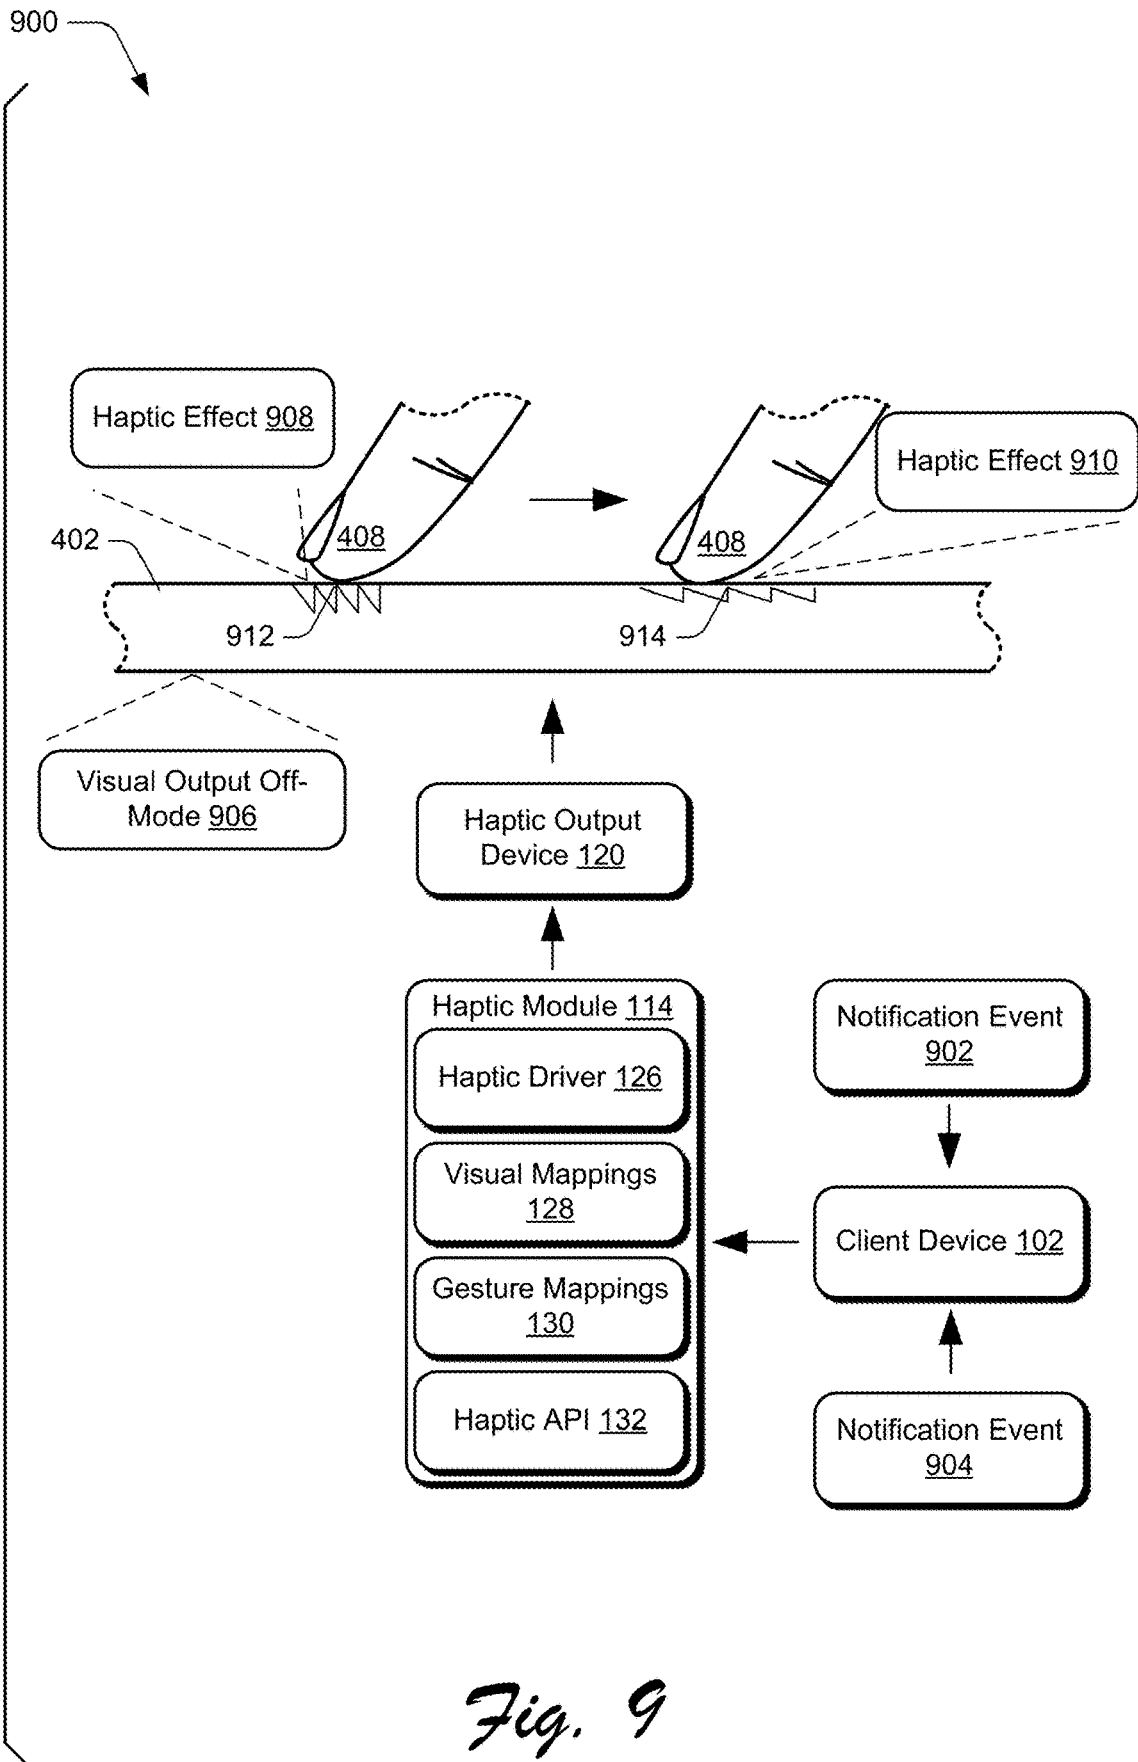 900
Haptic Effect 908
Haptic Effect 910
408
408
402
912
914
Visual Output Off-
Mode 906
Haptic Output
Device 120
Haptic Module 114
Haptic Driver 126
Visual Mappings
128
Gesture Mappings
130
Haptic API 132
Notification Event
902
Client Device 102
Notification Event
904
Fig. 9